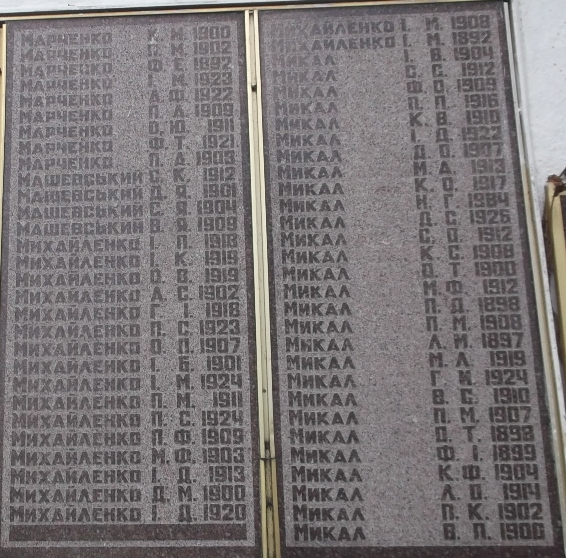 МАРЧЕНКО К. М. 1900
МАРЧЕНКО О. М. 1902
МАРЧЕНКО Ф. Е. 1892
МАРЧЕНКО І. М. 1923
МАРЧЕНКО А. Ф. 1922
МАРЧЕНКО П. А. 1909
МАРЧЕНКО О. Ю. 1911
МАРЧЕНКО Ф. Т. 1921
МАРЧЕНКО П. А. 1903
МАШЕВСЬКИЙ С. К. 1912
МАШЕВСЬКИЙ Д. Я. 1901
МАШЕВСЬКИЙ С. Я. 1904
МАШЕВСЬКИЙ В. Я. 1909
МИХАЙЛЕНКО І. П. 1918
МИХАЙЛЕНКО І. К. 1919
МИХАЙЛЕНКО О. В. 1919
МИХАЙЛЕНКО А. С. 1902
МИХАЙЛЕНКО Г. І. 1918
МИХАЙЛЕНКО П. С. 1923
МИХАЙЛЕНКО О. П. 1907
МИХАЙЛЕНКО І. Б. 1901
МИХАЙЛЕНКО І. М. 1924
МИХАЙЛЕНКО П. М. 1911
МИХАЙЛЕНКО П. С. 1924
МИХАЙЛЕНКО П. Ф. 1909
МИХАЙЛЕНКО М. Ф. 1903
МИХАЙЛЕНКО І. Д. 1913
МИХАЙЛЕНКО Д. М. 1900
МИХАЙЛЕНКО І. Д. 1920
МИХАЙЛЕНКО І. М. 1908
МИХАЙЛЕНКО І. М. 1892
МИКАЛ І. В. 1904
МИКАЛ С. С. 1912
МИКАЛ Ф. О. 1909
МИКАЛ П. П. 1916
МИКАЛ К. В. 1910
МИКАЛ І. Д. 1922
МИКАЛ Д. О. 1907
МИКАЛ М. А. 1913
МИКАЛ К. О. 1917
МИКАЛ Н. Г. 1984
МИКАЛ Д. С. 1926
МИКАЛ С. О. 1912
МИКАЛ К. С. 1908
МИКАЛ О. Т. 1900
МИКАЛ М. Ф. 1912
МИКАЛ П. Д. 1898
МИКАЛ П. М. 1908
МИКАЛ Л. И. 1897
МИКАЛ М. Л. 1919
МИКАЛ Г. К. 1924
МИКАЛ В. С. 1910
МИКАЛ П. М. 1907
МИКАЛ О. Т. 1898
МИКАЛ Ф. І. 1899
МИКАЛ К. Ф. 1904
МИКАЛ Л. О. 1914
МИКАЛ П. К. 1902
МИКАЛ В. П. 1906